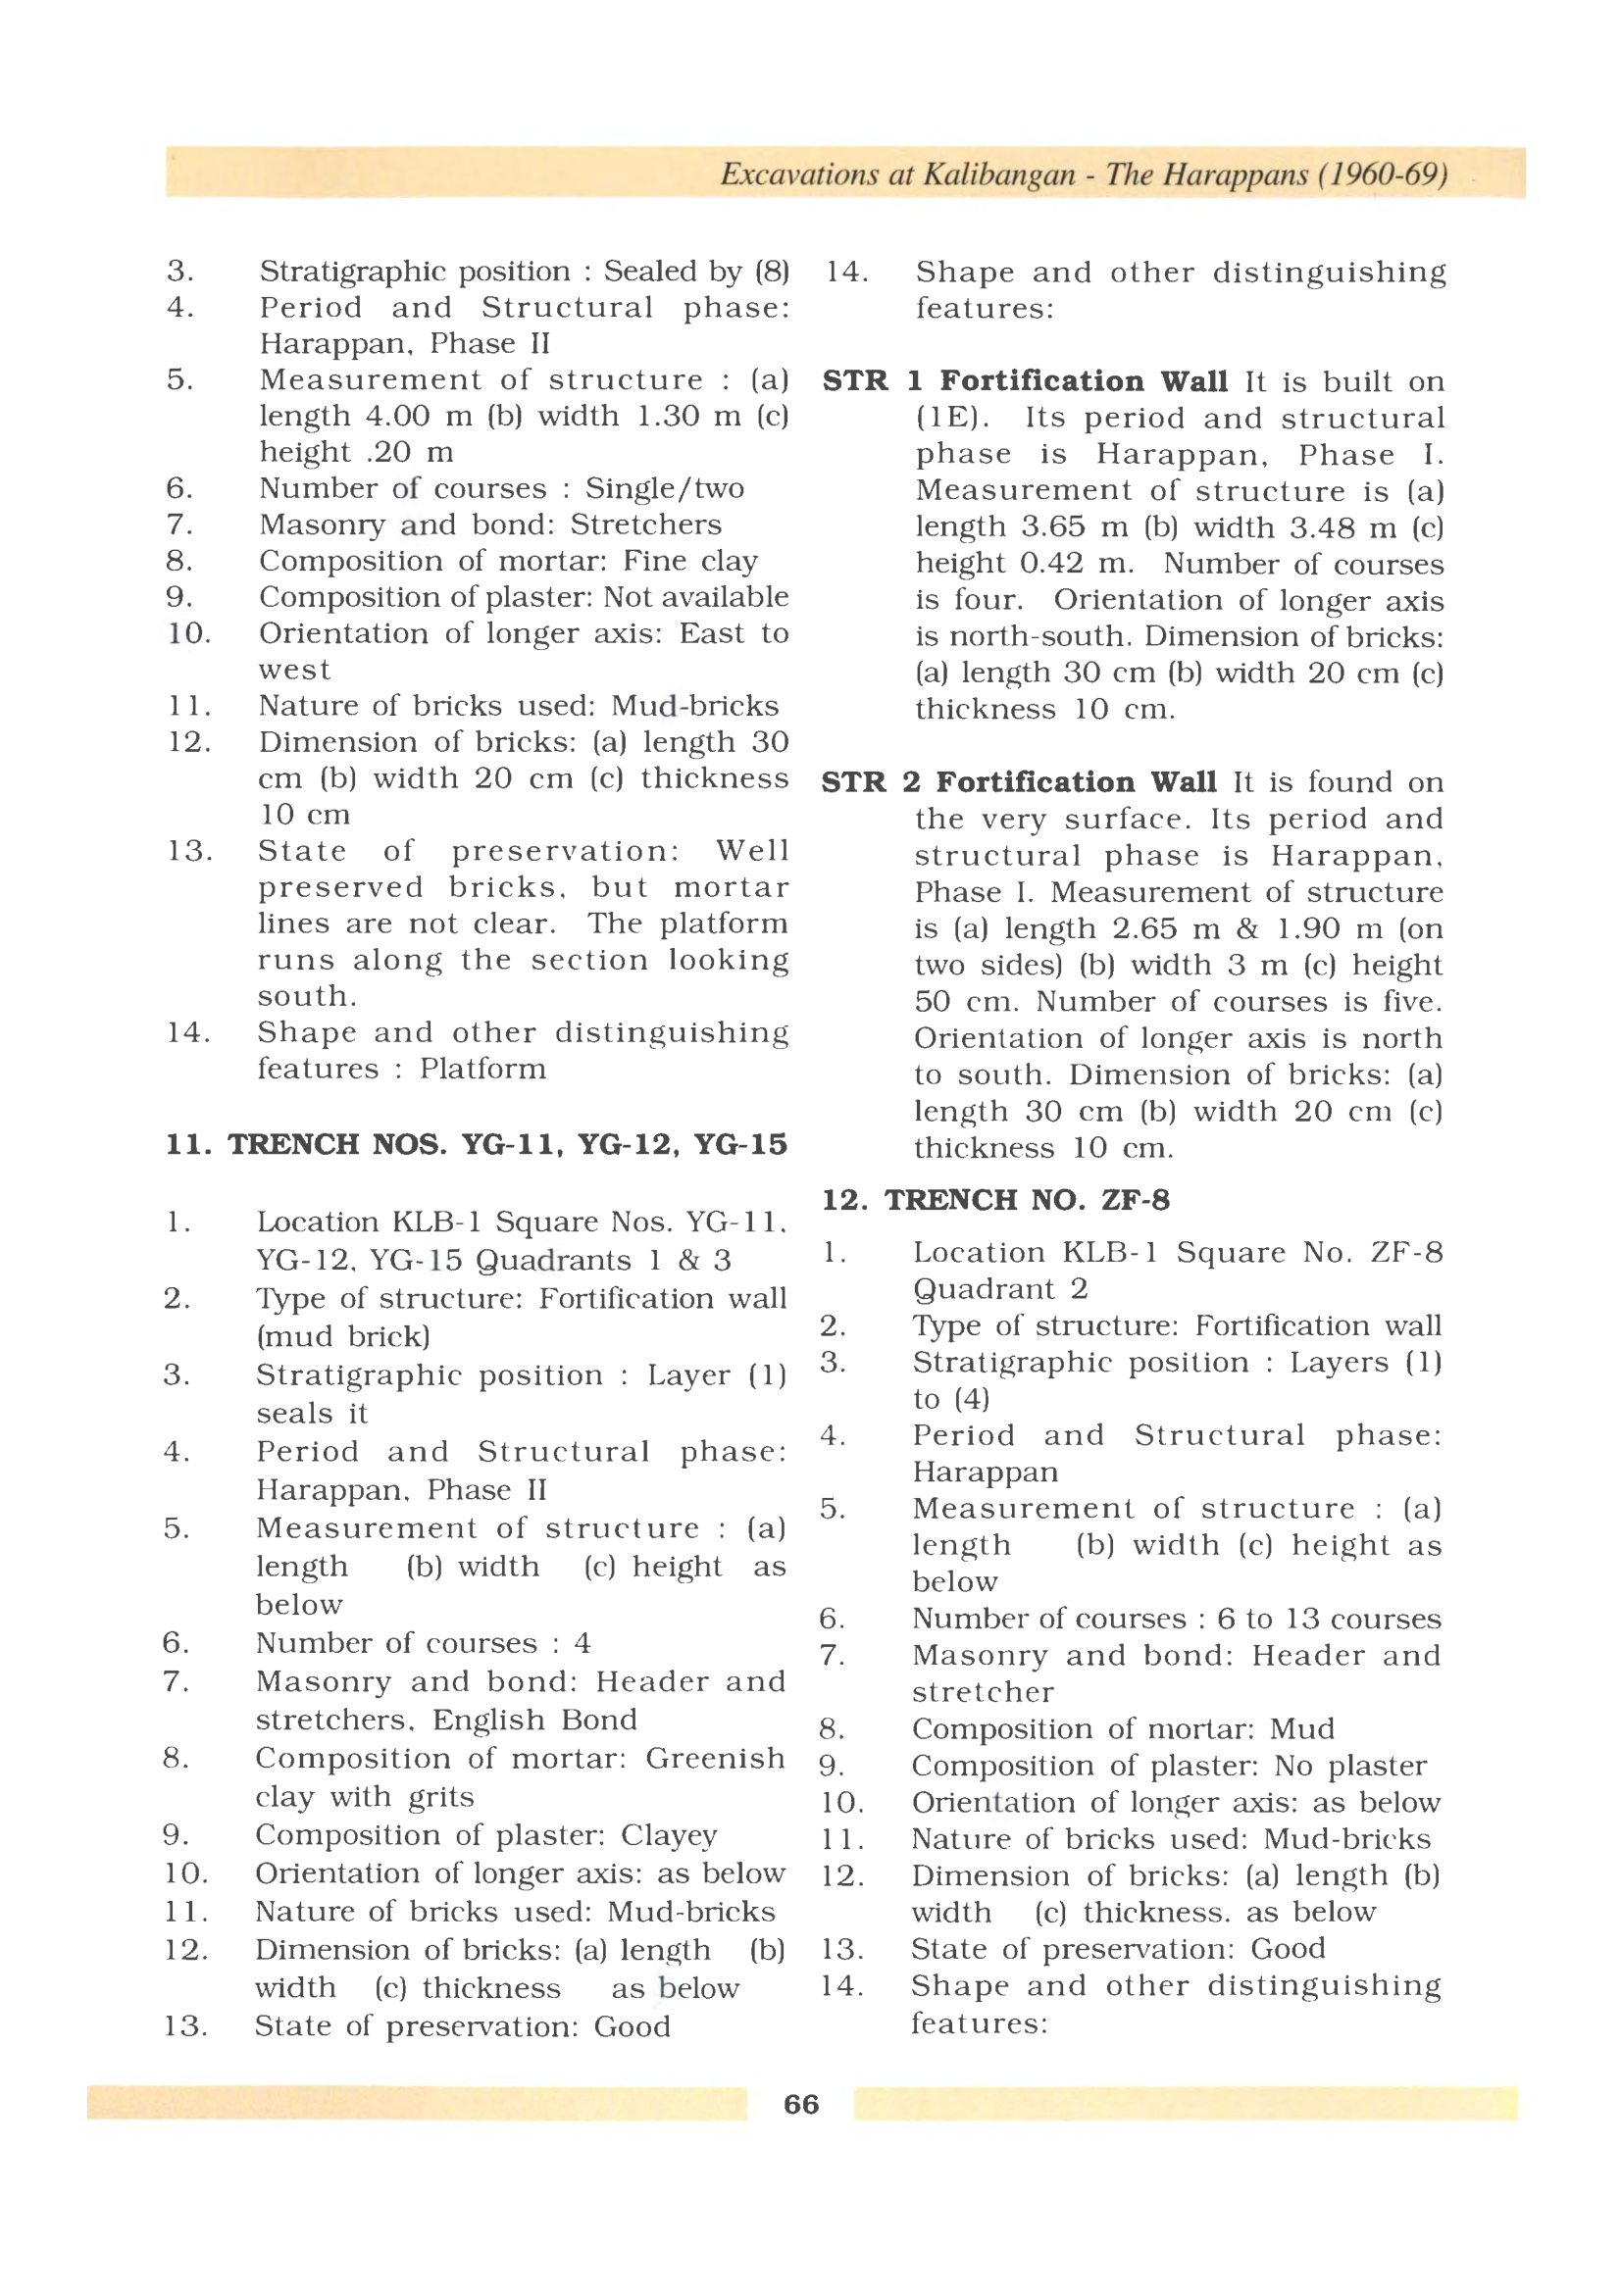 Excavations at Kalibangan - The Harappans (1960-69)
3. Stratigraphic position : Sealed by (8)
4. Period and Structural phase:
Harappan, Phase II
5. Measurement of structure : (a)
length 4.00 m (b) width 1.30 m (c)
height .20 m
6. Number of courses : Single/two
7. Masonry and bond: Stretchers
8. Composition of mortar: Fine clay
9. Composition of plaster: Not available
10. Orientation of longer axis: East to
west
11. Nature of bricks used: Mud-bricks
12. Dimension of bricks: (a) length 30
cm (b) width 20 cm (c) thickness
10 cm
13. State of preservation: Well
preserved bricks, but mortar
lines are not clear. The platform
runs along the section looking
south.
14. Shape and other distinguishing
features : Platform
11. TRENCH NOS. YG-11, YG-12, YG-15
1. Location KLB-1 Square Nos. YG-11,
YG-12, YG-15 Quadrants 1 & 3
2. Type of structure: Fortification wall
(mud brick)
3. Stratigraphic position : Layer (1)
seals it
4. Period and Structural phase:
Harappan, Phase II
5. Measurement of structure : (a)
length (b) width (c) height as
below
6. Number of courses : 4
7. Masonry and bond: Header and
stretchers, English Bond
8. Composition of mortar: Greenish
clay with grits
9. Composition of plaster: Clayey
10. Orientation of longer axis: as below
11. Nature of bricks used: Mud-bricks
12. Dimension of bricks: (a) length (b)
width (c) thickness as below
13. State of preservation: Good
14. Shape and other distinguishing
features:
STR 1 Fortification Wall It is built on
(1E). Its period and structural
phase is Harappan, Phase I.
Measurement of structure is (a)
length 3.65 m (b) width 3.48 m (c)
height 0.42 m. Number of courses
is four. Orientation of longer axis
is north-south. Dimension of bricks:
(a) length 30 cm (b) width 20 cm (c)
thickness 10 cm.
STR 2 Fortification Wall It is found on
the very surface. Its period and
structural phase is Harappan,
Phase I. Measurement of structure
is (a) length 2.65 m & 1.90 m (on
two sides) (b) width 3 m (c) height
50 cm. Number of courses is five.
Orientation of longer axis is north
to south. Dimension of bricks: (a)
length 30 cm (b) width 20 cm (c)
thickness 10 cm.
12. TRENCH NO. ZF-8
1. Location KLB-1 Square No. ZF-8
Quadrant 2
2. Type of structure: Fortification wall
3. Stratigraphic position : Layers (1)
to (4)
4. Period and Structural phase:
Harappan
5. Measurement of structure : (a)
length (b) width (c) height as
below
6. Number of courses : 6 to 13 courses
7. Masonry and bond: Header and
stretcher
8. Composition of mortar: Mud
9. Composition of plaster: No plaster
10. Orientation of longer axis: as below
11. Nature of bricks used: Mud-bricks
12. Dimension of bricks: (a) length (b)
width (c) thickness. as below
13. State of preservation: Good
14. Shape and other distinguishing
features:
66